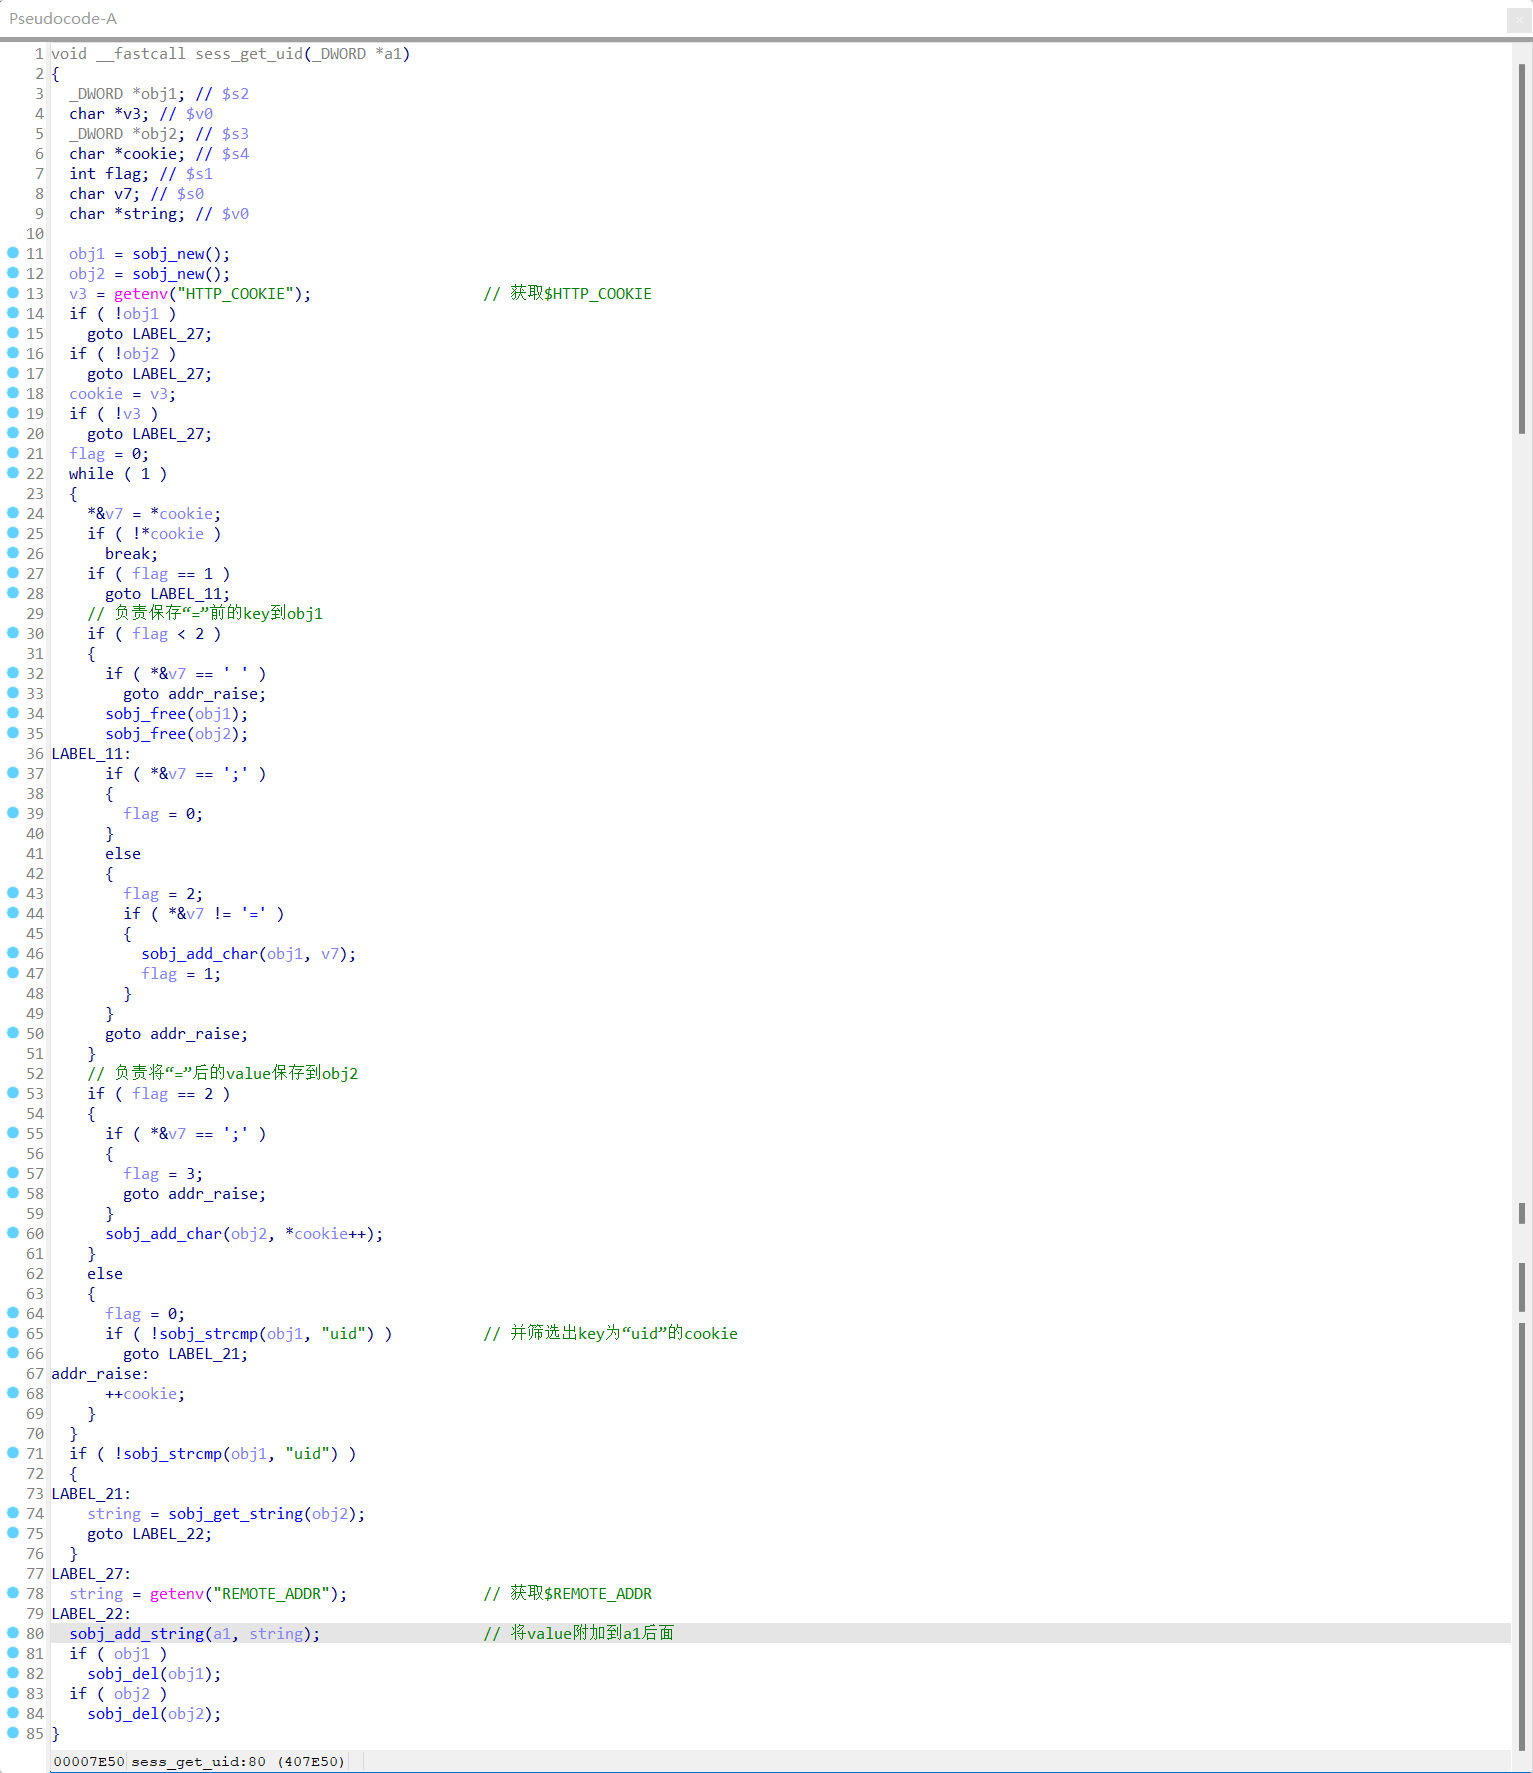 Pseudocode-A
1 void __fastcall sess_get_uid(_DWORD *a1)
2 {
3   _DWORD *obj1; // $s2
4   char *v3; // $v0
5   _DWORD *obj2; // $s3
6   char *cookie; // $s4
7   int flag; // $s1
8   char v7; // $s0
9   char *string; // $v0
10
11   obj1 = sobj_new();
12   obj2 = sobj_new();
13   v3 = getenv("HTTP_COOKIE");                   // 获取$HTTP_COOKIE
14   if ( !obj1 )
15     goto LABEL_27;
16   if ( !obj2 )
17     goto LABEL_27;
18   cookie = v3;
19   if ( !v3 )
20     goto LABEL_27;
21   flag = 0;
22   while ( 1 )
23   {
24     *&v7 = *cookie;
25     if ( !*cookie )
26       break;
27     if ( flag == 1 )
28       goto LABEL_11;
29     // 负责保存“=”前的key到obj1
30     if ( flag < 2 )
31     {
32       if ( *&v7 == ' ' )
33         goto addr_raise;
34       sobj_free(obj1);
35       sobj_free(obj2);
36 LABEL_11:
37       if ( *&v7 == ';' )
38       {
39         flag = 0;
40       }
41       else
42       {
43         flag = 2;
44         if ( *&v7 != '=' )
45         {
46           sobj_add_char(obj1, v7);
47           flag = 1;
48         }
49       }
50       goto addr_raise;
51     }
52     // 负责将“=”后的value保存到obj2
53     if ( flag == 2 )
54     {
55       if ( *&v7 == ';' )
56       {
57         flag = 3;
58         goto addr_raise;
59       }
60       sobj_add_char(obj2, *cookie++);
61     }
62     else
63     {
64       flag = 0;
65       if ( !sobj_strcmp(obj1, "uid") )          // 并筛选出key为“uid”的cookie
66         goto LABEL_21;
67 addr_raise:
68       ++cookie;
69     }
70   }
71   if ( !sobj_strcmp(obj1, "uid") )
72   {
73 LABEL_21:
74     string = sobj_get_string(obj2);
75     goto LABEL_22;
76   }
77 LABEL_27:
78   string = getenv("REMOTE_ADDR");               // 获取$REMOTE_ADDR
79 LABEL_22:
80   sobj_add_string(a1, string);                  // 将value附加到a1后面
81   if ( obj1 )
82     sobj_del(obj1);
83   if ( obj2 )
84     sobj_del(obj2);
85 }
00007E50 sess_get_uid:80 (407E50)